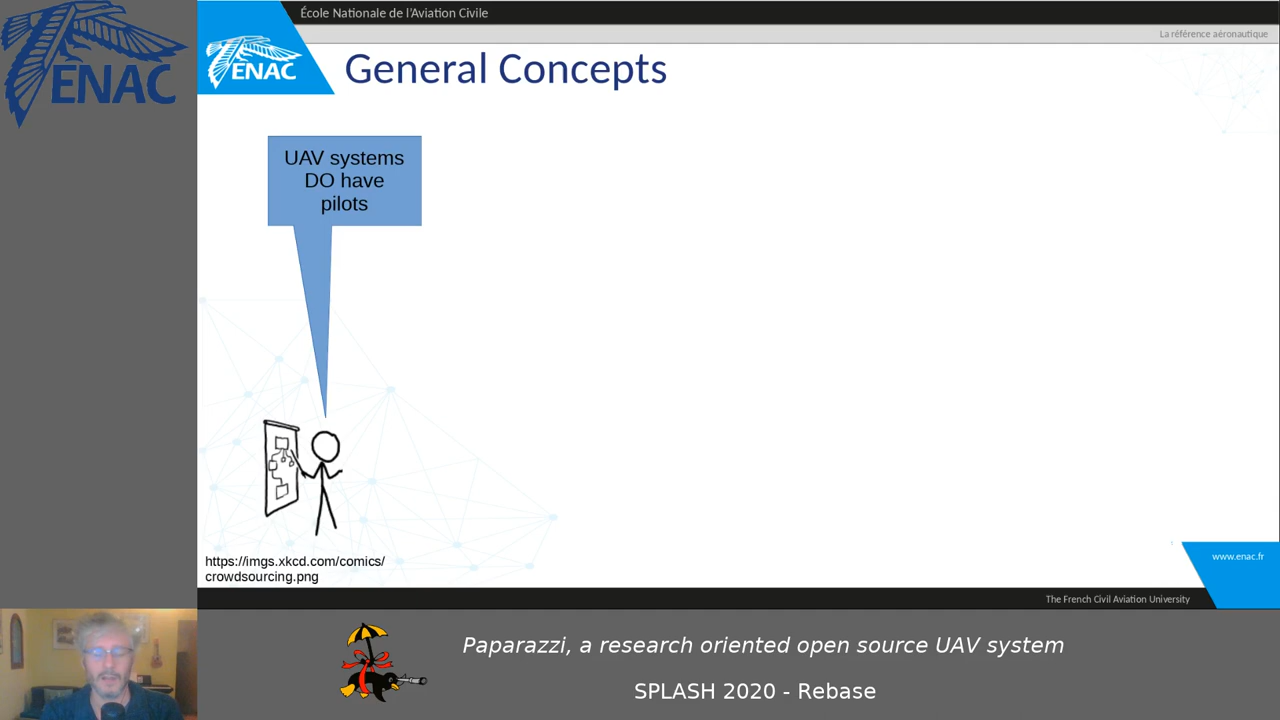 ENAC
École Nationale de l'Aviation Civile
La référence aéronautique
ENAC
General Concepts
UAV systems
DO have
pilots
https://imgs.xkcd.com/comics/
crowdsourcing.png
www.enac.fr
The French Civil Aviation University
Paparazzi, a research oriented open source UAV system
SPLASH 2020 - Rebase